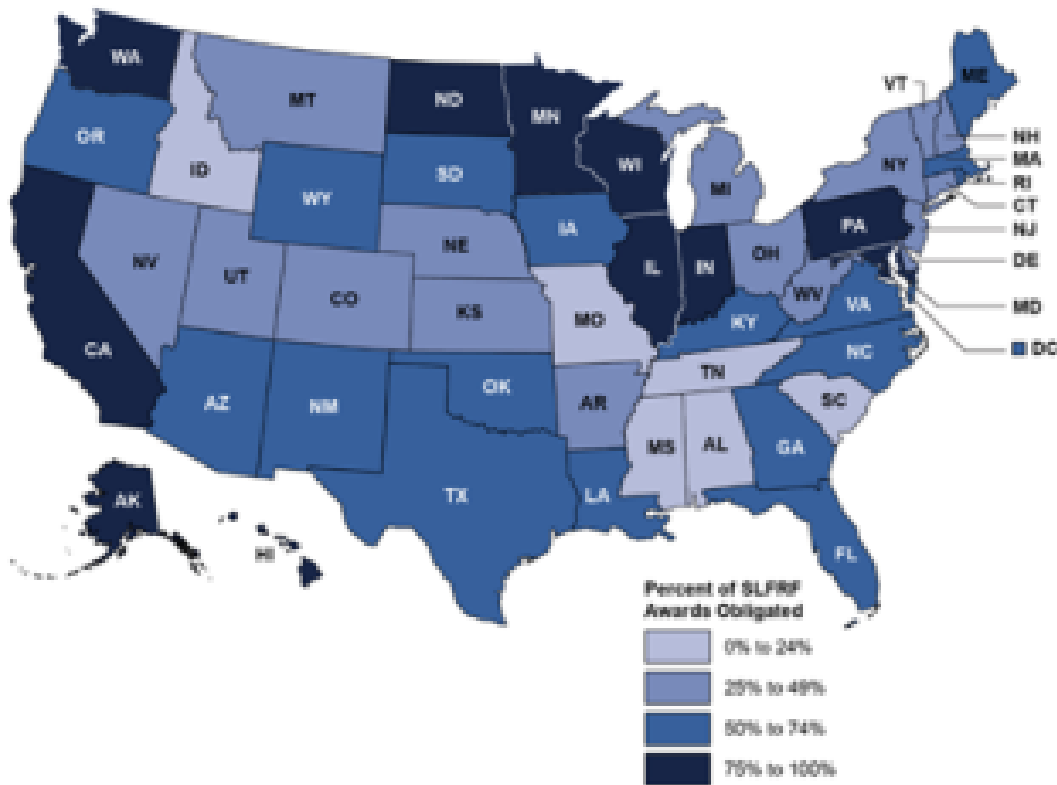 WA
MT
ND
MN
VT
ME
OR
ID
SD
WI
MI
NY
NH
MA
RI
CT
WY
IA
PA
NJ
NV
UT
NE
IL
IN
OH
DE
CO
KS
MO
WV
VA
MD
KY
CA
NC
DC
AZ
NM
OK
AR
TN
SC
MS
AL
GA
TX
LA
AK
HI
FL
Percent of SLFRF
Awards Obligated
0% to 24%
25% to 49%
50% to 74%
75% to 100%